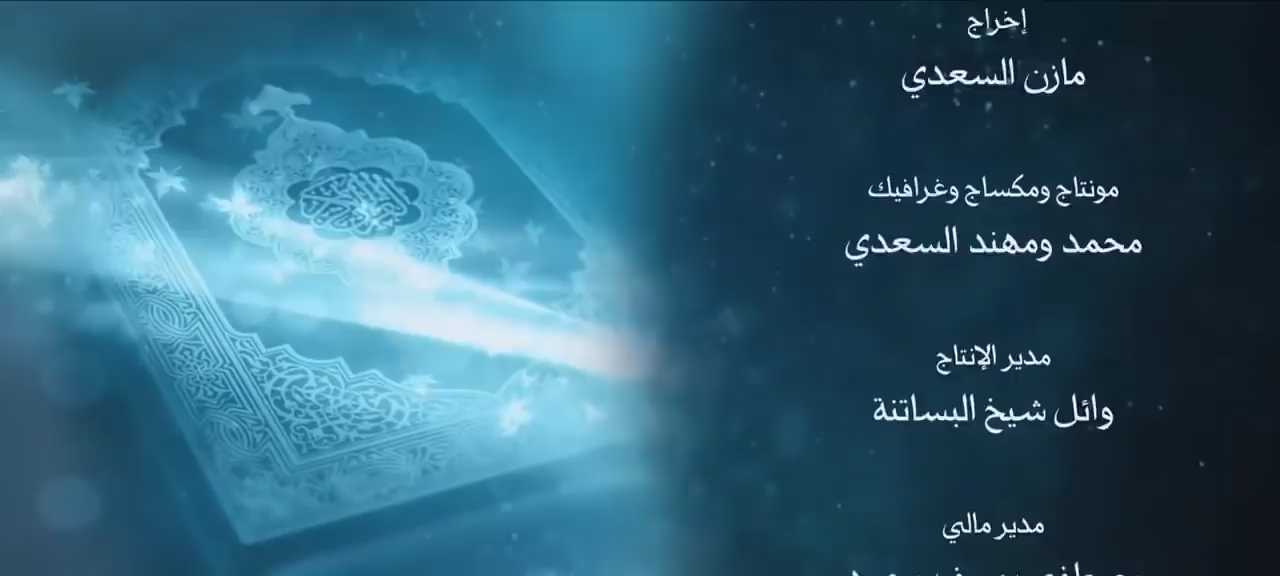 إخراج
مازن السعدي
مونتاج ومكساج وغرافيك
محمد ومهند السعدي
مدير الإنتاج
وائل شيخ البساتنة
مدير مالي